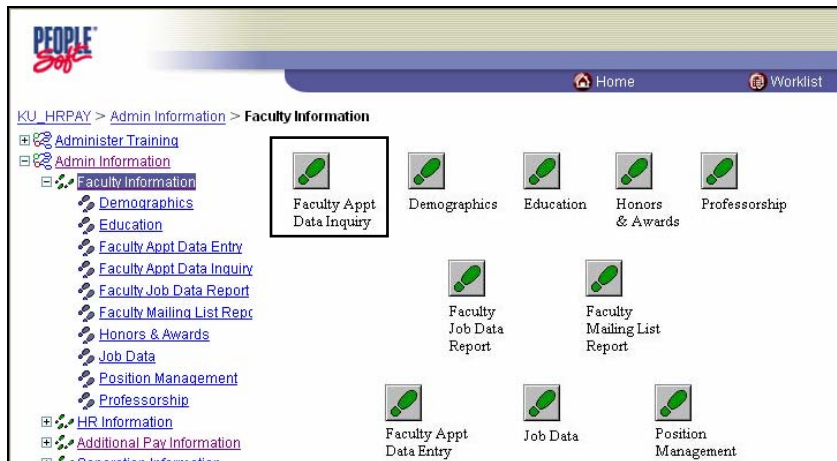 PEOPLE
Soft
Home
Worklist
KU_HRPAY > Admin Information > Faculty Information
Administer Training
Admin Information
Faculty Information
Demographics
Education
Faculty Appt Data Entry
Faculty Appt Data Inquiry
Faculty Job Data Report
Faculty Mailing List Repo
Honors & Awards
Job Data
Position Management
Professorship
HR Information
Additional Pay Information
Separation Information
Faculty Appt
Data Inquiry
Demographics
Education
Honors
& Awards
Professorship
Faculty
Job Data
Report
Faculty
Mailing List
Report
Faculty Appt
Data Entry
Job Data
Position
Management